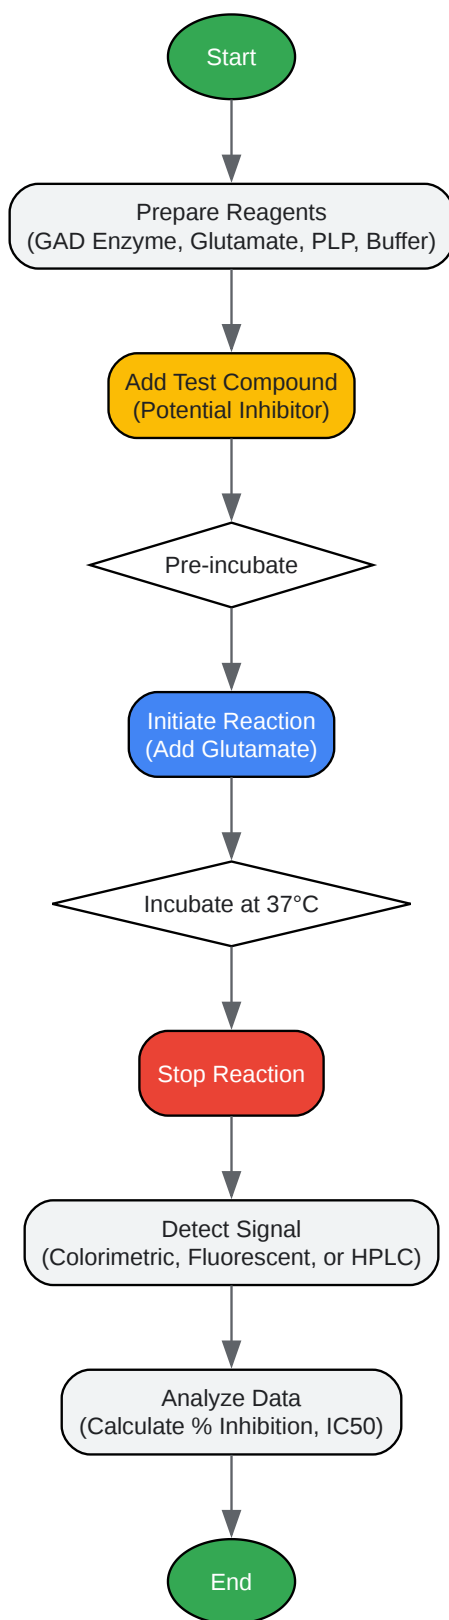 Start
Prepare Reagents
(GAD Enzyme, Glutamate, PLP, Buffer)
Add Test Compound
(Potential Inhibitor)
Pre-incubate
Initiate Reaction
(Add Glutamate)
Incubate at 37°C
Stop Reaction
Detect Signal
(Colorimetric, Fluorescent, or HPLC)
Analyze Data
(Calculate % Inhibition, IC50)
End